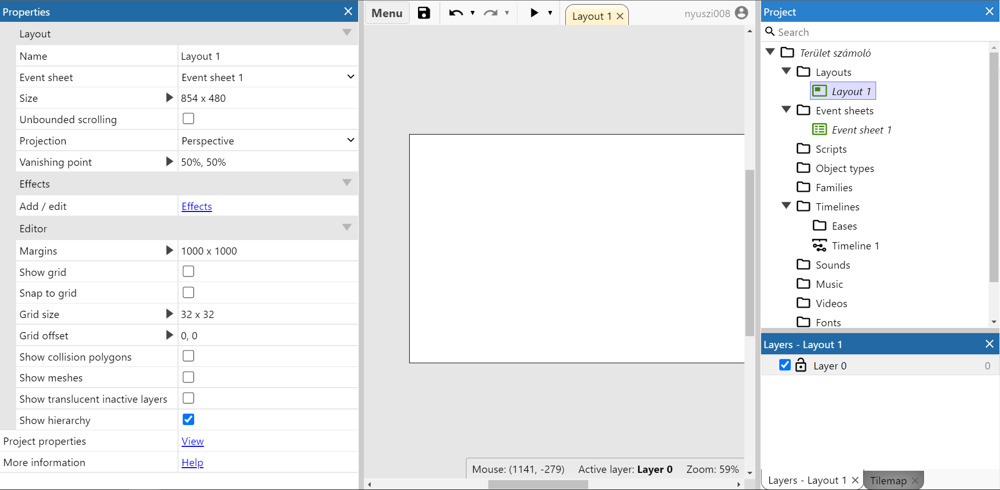 Properties
Layout
Name Layout 1
Event sheet Event sheet 1
Size 854 x 480
Unbounded scrolling
Projection Perspective
Vanishing point 50%, 50%
Effects
Add / edit Effects
Editor
Margins 1000 x 1000
Show grid
Snap to grid
Grid size 32 x 32
Grid offset 0, 0
Show collision polygons
Show meshes
Show translucent inactive layers
Show hierarchy
Project properties View
More information Help
Menu
Layout 1
nyuszi008
Mouse: (1141, -279) Active layer: Layer 0 Zoom: 59%
Project
Search
Terület számoló
Layouts
Layout 1
Event sheets
Event sheet 1
Scripts
Object types
Families
Timelines
Eases
Timeline 1
Sounds
Music
Videos
Fonts
Layers - Layout 1
Layer 0 0
Layers - Layout 1 Tilemap